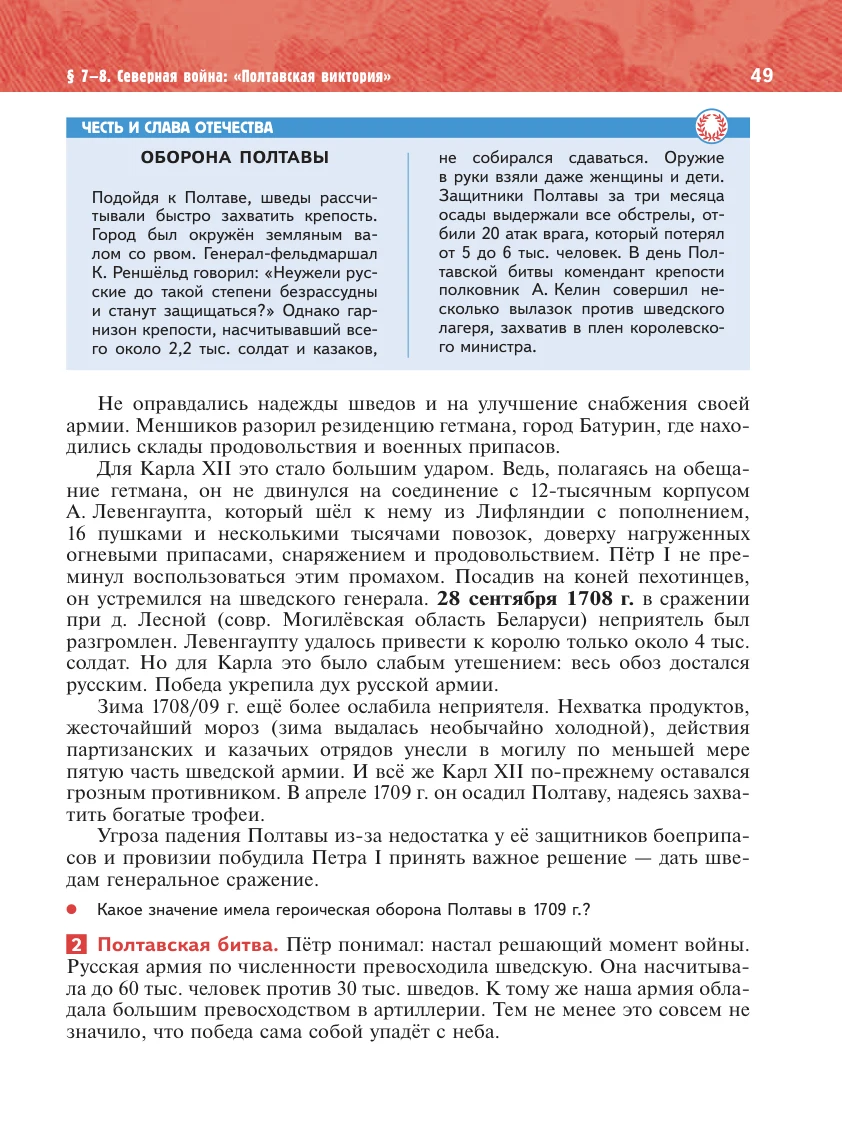 § 7–8. Северная война: «Полтавская виктория»
49
ЧЕСТЬ И СЛАВА ОТЕЧЕСТВА
ОБОРОНА ПОЛТАВЫ
Подойдя к Полтаве, шведы рассчи-
тывали быстро захватить крепость.
Город был окружён земляным ва-
лом со рвом. Генерал-фельдмаршал
К. Реншёльд говорил: «Неужели рус-
ские до такой степени безрассудны
и станут защищаться?» Однако гар-
низон крепости, насчитывавший все-
го около 2,2 тыс. солдат и казаков,
не собирался сдаваться. Оружие
в руки взяли даже женщины и дети.
Защитники Полтавы за три месяца
осады выдержали все обстрелы, от-
били 20 атак врага, который потерял
от 5 до 6 тыс. человек. В день Пол-
тавской битвы комендант крепости
полковник А. Келин совершил не-
сколько вылазок против шведского
лагеря, захватив в плен королевско-
го министра.
Не оправдались надежды шведов и на улучшение снабжения своей
армии. Меншиков разорил резиденцию гетмана, город Батурин, где нахо-
дились склады продовольствия и военных припасов.
Для Карла XII это стало большим ударом. Ведь, полагаясь на обеща-
ние гетмана, он не двинулся на соединение с 12-тысячным корпусом
А. Левенгаупта, который шёл к нему из Лифляндии с пополнением,
16 пушками и несколькими тысячами повозок, доверху нагруженных
огневыми припасами, снаряжением и продовольствием. Пётр I не пре-
минул воспользоваться этим промахом. Посадив на коней пехотинцев,
он устремился на шведского генерала. 28 сентября 1708 г. в сражении
при д. Лесной (совр. Могилёвская область Беларуси) неприятель был
разгромлен. Левенгаупту удалось привести к королю только около 4 тыс.
солдат. Но для Карла это было слабым утешением: весь обоз достался
русским. Победа укрепила дух русской армии.
Зима 1708/09 г. ещё более ослабила неприятеля. Нехватка продуктов,
жесточайший мороз (зима выдалась необычайно холодной), действия
партизанских и казачьих отрядов унесли в могилу по меньшей мере
пятую часть шведской армии. И всё же Карл XII по-прежнему оставался
грозным противником. В апреле 1709 г. он осадил Полтаву, надеясь захва-
тить богатые трофеи.
Угроза падения Полтавы из-за недостатка у её защитников боеприпа-
сов и провизии побудила Петра I принять важное решение — дать шве-
дам генеральное сражение.
● Какое значение имела героическая оборона Полтавы в 1709 г.?
2 Полтавская битва. Пётр понимал: настал решающий момент войны.
Русская армия по численности превосходила шведскую. Она насчитыва-
ла до 60 тыс. человек против 30 тыс. шведов. К тому же наша армия обла-
дала большим превосходством в артиллерии. Тем не менее это совсем не
значило, что победа сама собой упадёт с неба.